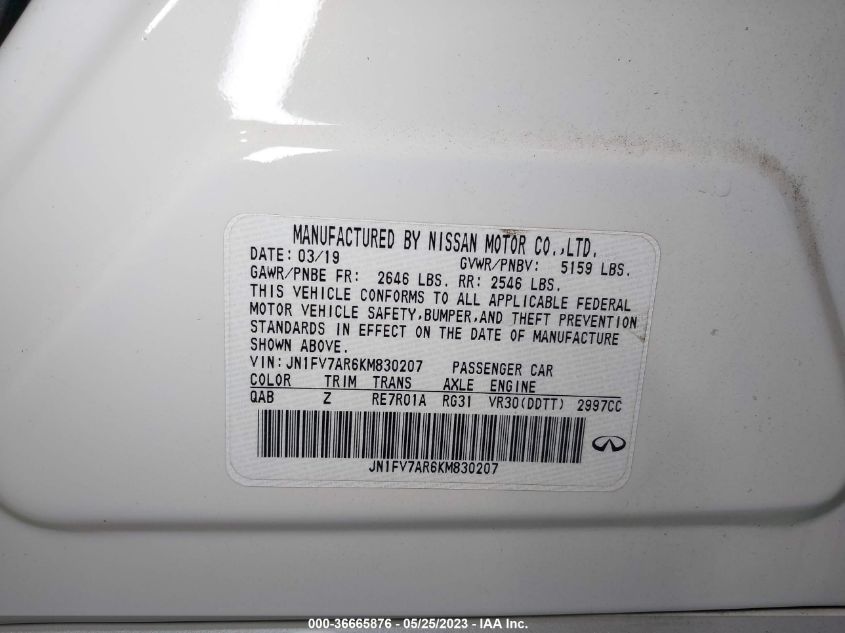 MANUFACTURED BY NISSAN MOTOR CO.,LTD.
DATE: 03/19 GVWR/PNBV: 5159 LBS.
GAWR/PNBE FR: 2646 LBS. RR: 2546 LBS.
THIS VEHICLE CONFORMS TO ALL APPLICABLE FEDERAL
MOTOR VEHICLE SAFETY,BUMPER,AND THEFT PREVENTION
STANDARDS IN EFFECT ON THE DATE OF MANUFACTURE
SHOWN ABOVE.
VIN: JN1FV7AR6KM830207 PASSENGER CAR
COLOR TRIM TRANS AXLE ENGINE
QAB Z RE7R01A RG31 VR30(DDTT) 2997CC
JN1FV7AR6KM830207
000-36665876 - 05/25/2023 - IAA Inc.